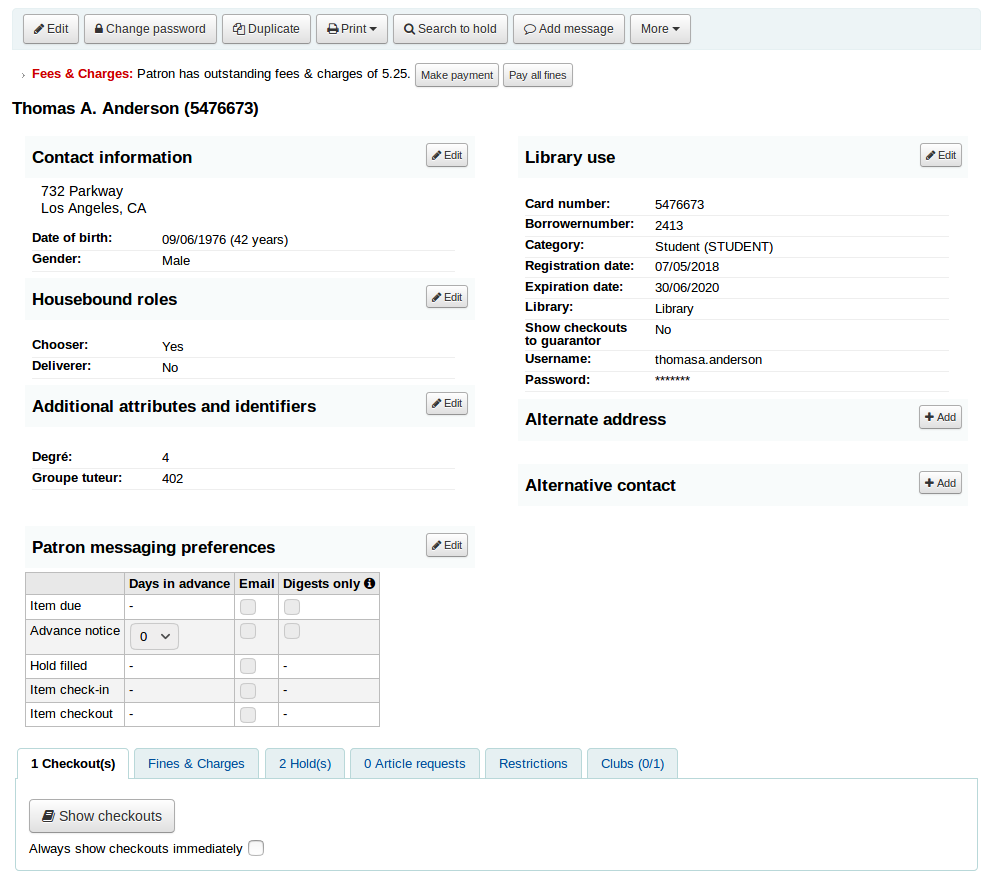 Edit Change password Duplicate Print Search to hold Add message More
› Fees & Charges: Patron has outstanding fees & charges of 5.25. Make payment Pay all fines
Thomas A. Anderson (5476673)
Contact information Edit
732 Parkway
Los Angeles, CA
Date of birth: 09/06/1976 (42 years)
Gender: Male
Housebound roles Edit
Chooser: Yes
Deliverer: No
Additional attributes and identifiers Edit
Degré: 4
Groupe tuteur: 402
Patron messaging preferences Edit
Days in advance Email Digests only
Item due -
Advance notice 0
Hold filled - -
Item check-in - -
Item checkout - -
Library use Edit
Card number: 5476673
Borrowernumber: 2413
Category: Student (STUDENT)
Registration date: 07/05/2018
Expiration date: 30/06/2020
Library: Library
Show checkouts No
to guarantor
Username: thomasa.anderson
Password: *******
Alternate address Add
Alternative contact Add
1 Checkout(s) Fines & Charges 2 Hold(s) 0 Article requests Restrictions Clubs (0/1)
Show checkouts
Always show checkouts immediately